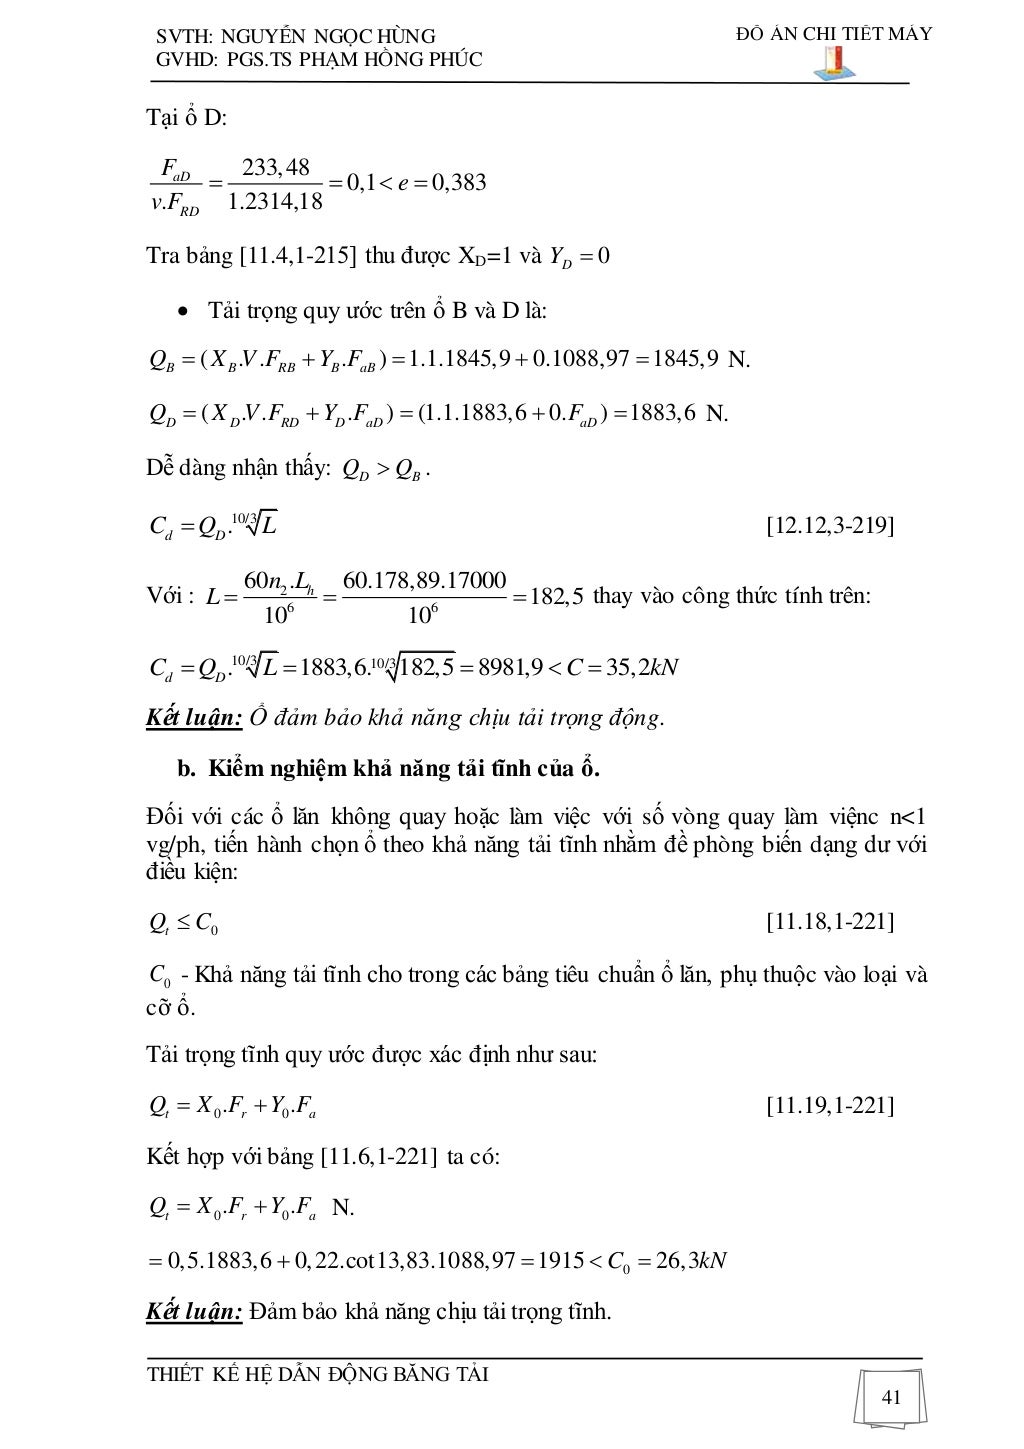 SVTH: NGUYỄN NGỌC HÙNG
ĐỒ ÁN CHI TIẾT MÁY
GVHD: PGS.TS PHẠM HỒNG PHÚC
Tại ổ D:
F_{aD} / v.F_{RD} = 233,48 / 1.2314,18 = 0,1 < e = 0,383
Tra bảng [11.4,1-215] thu được X_D=1 và Y_D = 0
• Tải trọng quy ước trên ổ B và D là:
Q_B = (X_B.V.F_{RB} + Y_B.F_{aB}) = 1.1.1845,9 + 0.1088,97 = 1845,9 N.
Q_D = (X_D.V.F_{RD} + Y_D.F_{aD}) = (1.1.1883,6 + 0.F_{aD}) = 1883,6 N.
Dễ dàng nhận thấy: Q_D > Q_B.
C_d = Q_D.^{10/3}√L [12.12,3-219]
Với : L = 60n_2.L_h / 10^6 = 60.178,89.17000 / 10^6 = 182,5 thay vào công thức tính trên:
C_d = Q_D.^{10/3}√L = 1883,6.^{10/3}√182,5 = 8981,9 < C = 35,2kN
Kết luận: Ổ đảm bảo khả năng chịu tải trọng động.
b. Kiểm nghiệm khả năng tải tĩnh của ổ.
Đối với các ổ lăn không quay hoặc làm việc với số vòng quay làm việnc n<1
vg/ph, tiến hành chọn ổ theo khả năng tải tĩnh nhằm đề phòng biến dạng dư với
điều kiện:
Q_t ≤ C_0 [11.18,1-221]
C_0 - Khả năng tải tĩnh cho trong các bảng tiêu chuẩn ổ lăn, phụ thuộc vào loại và
cỡ ổ.
Tải trọng tĩnh quy ước được xác định như sau:
Q_t = X_0.F_r + Y_0.F_a [11.19,1-221]
Kết hợp với bảng [11.6,1-221] ta có:
Q_t = X_0.F_r + Y_0.F_a N.
= 0,5.1883,6 + 0,22.cot13,83.1088,97 = 1915 < C_0 = 26,3kN
Kết luận: Đảm bảo khả năng chịu tải trọng tĩnh.
THIẾT KẾ HỆ DẪN ĐỘNG BĂNG TẢI
41